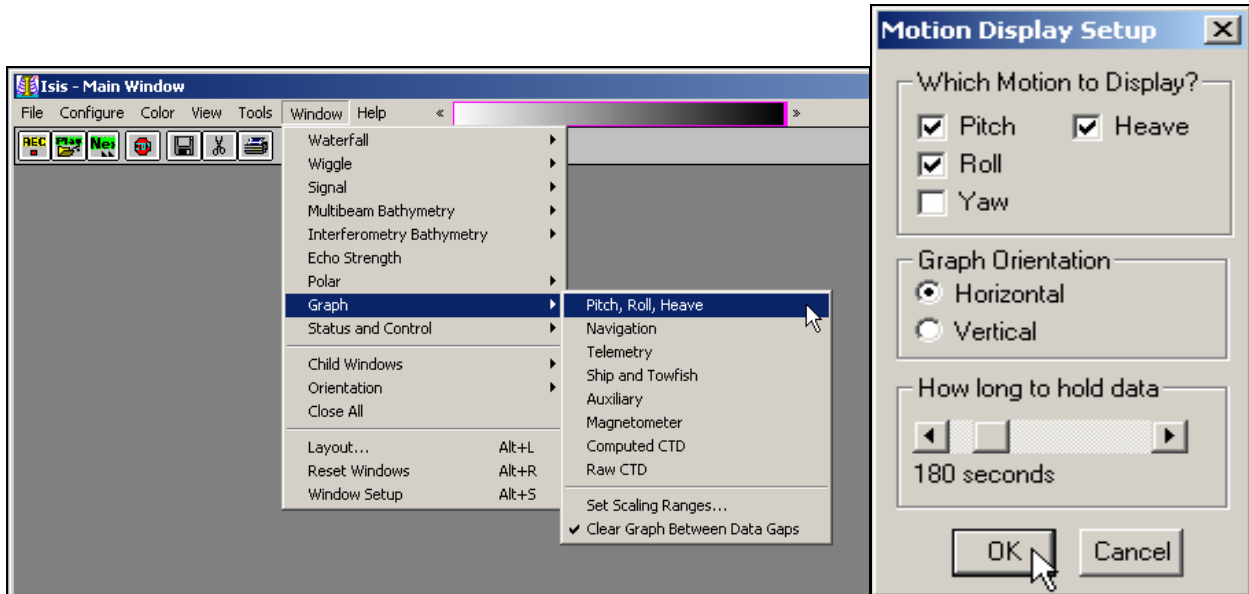 Isis - Main Window
File Configure Color View Tools Window Help « »
REC Play Nex
Waterfall
Wiggle
Signal
Multibeam Bathymetry
Interferometry Bathymetry
Echo Strength
Polar
Graph
Status and Control
Child Windows
Orientation
Close All
Layout... Alt+L
Reset Windows Alt+R
Window Setup Alt+S
Pitch, Roll, Heave
Navigation
Telemetry
Ship and Towfish
Auxiliary
Magnetometer
Computed CTD
Raw CTD
Set Scaling Ranges...
Clear Graph Between Data Gaps
Motion Display Setup
Which Motion to Display?
Pitch Heave
Roll
Yaw
Graph Orientation
Horizontal
Vertical
How long to hold data
180 seconds
OK Cancel